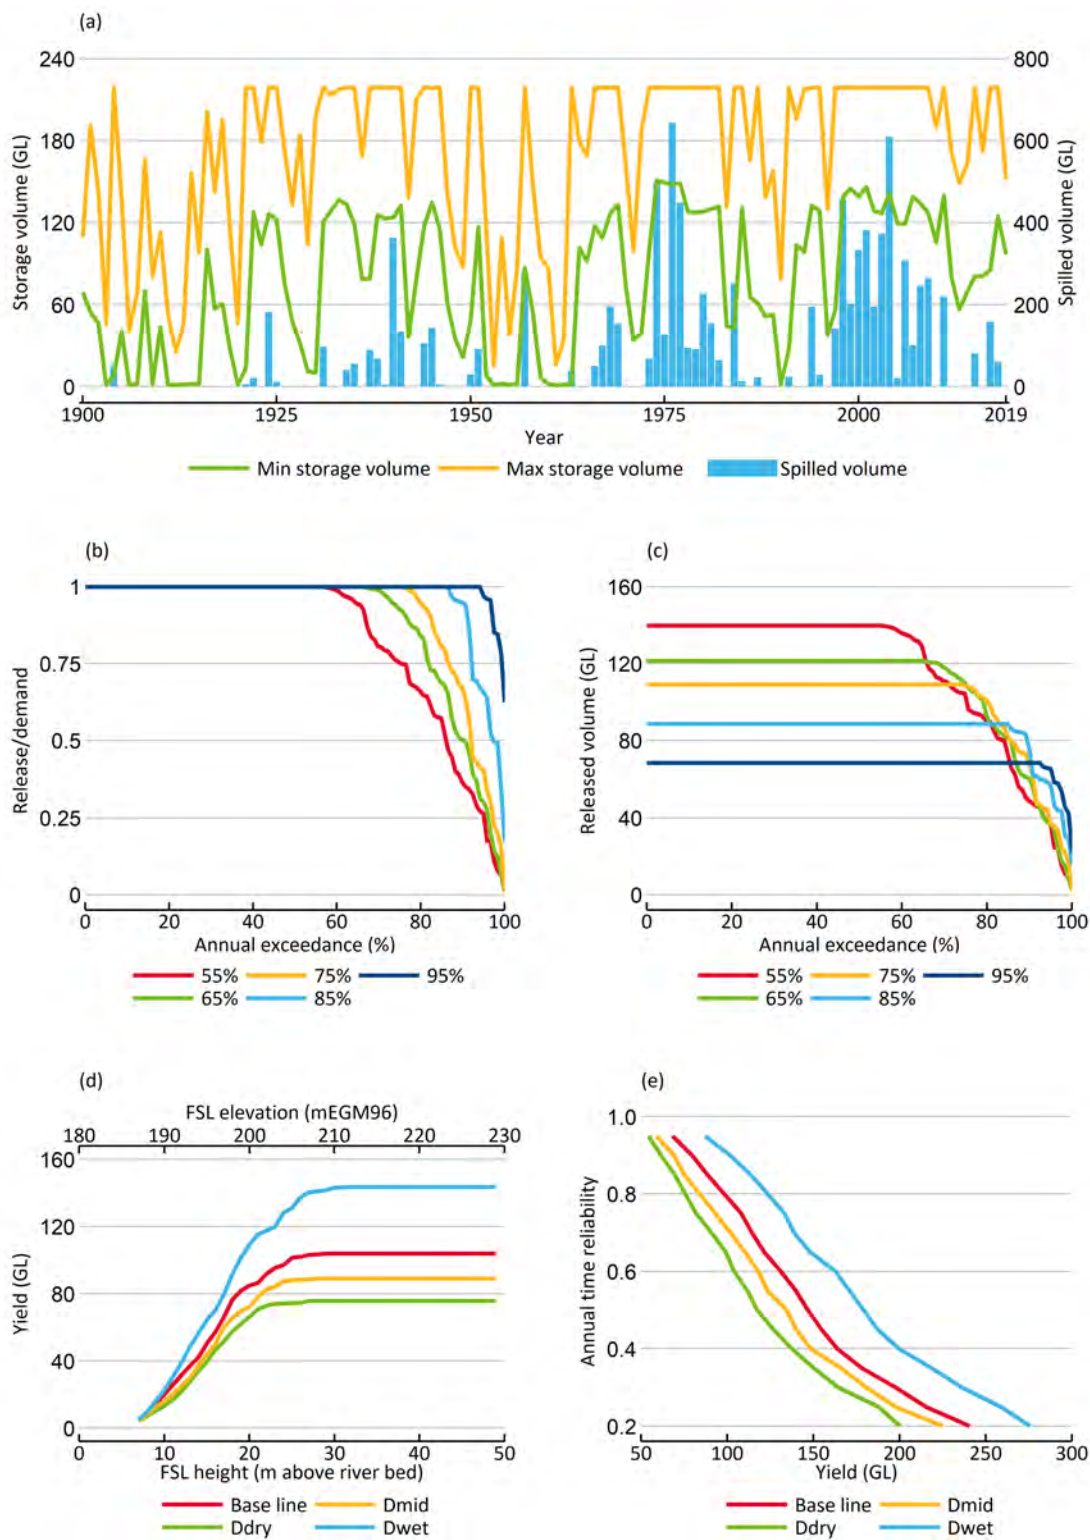 (a)
240 800
180 600
120 400
60 200
0 0
Storage volume (GL)
Spilled volume (GL)
1900 1925 1950 1975 2000 2019
Year
Min storage volume Max storage volume Spilled volume
(b)
1
0.75
0.5
0.25
0
Release/demand
0 20 40 60 80 100
Annual exceedance (%)
55% 75% 95%
65% 85%
(c)
160
120
80
40
0
Released volume (GL)
0 20 40 60 80 100
Annual exceedance (%)
55% 75% 95%
65% 85%
(d)
FSL elevation (mEGM96)
180 190 200 210 220 230
160
120
80
40
0
Yield (GL)
0 10 20 30 40 50
FSL height (m above river bed)
Base line Dmid
Ddry Dwet
(e)
1.0
0.8
0.6
0.4
0.2
Annual time reliability
50 100 150 200 250 300
Yield (GL)
Base line Dmid
Ddry Dwet